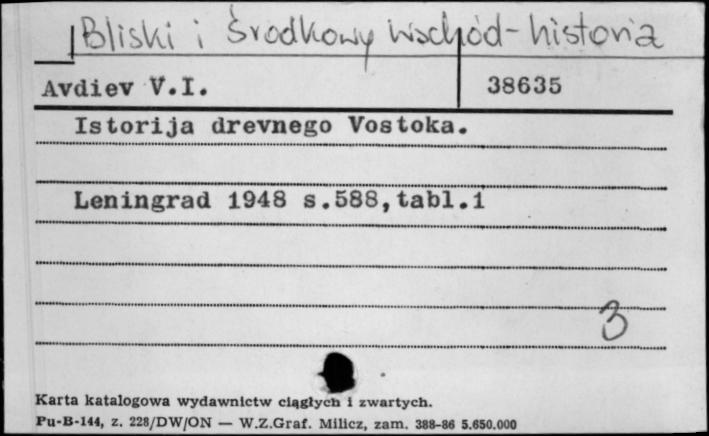 Bliski i Środkowy Wschód - historia
Avdiev V.I. 38635
Istorija drevnego Vostoka.
Leningrad 1948 s.588,tabl.1
3
Karta katalogowa wydawnictw ciągłych i zwartych.
Pu-B-144, z. 228/DW/ON — W.Z.Graf. Milicz, zam. 388-86 5.650.000